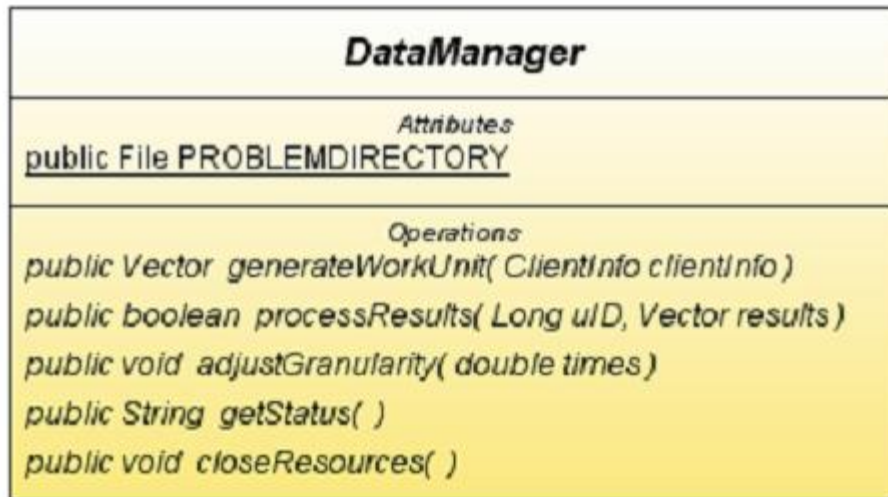 DataManager
Attributes
public File PROBLEMDIRECTORY
Operations
public Vector generateWorkUnit( ClientInfo clientInfo )
public boolean processResults( Long uID, Vector results )
public void adjustGranularity( double times )
public String getStatus( )
public void closeResources( )